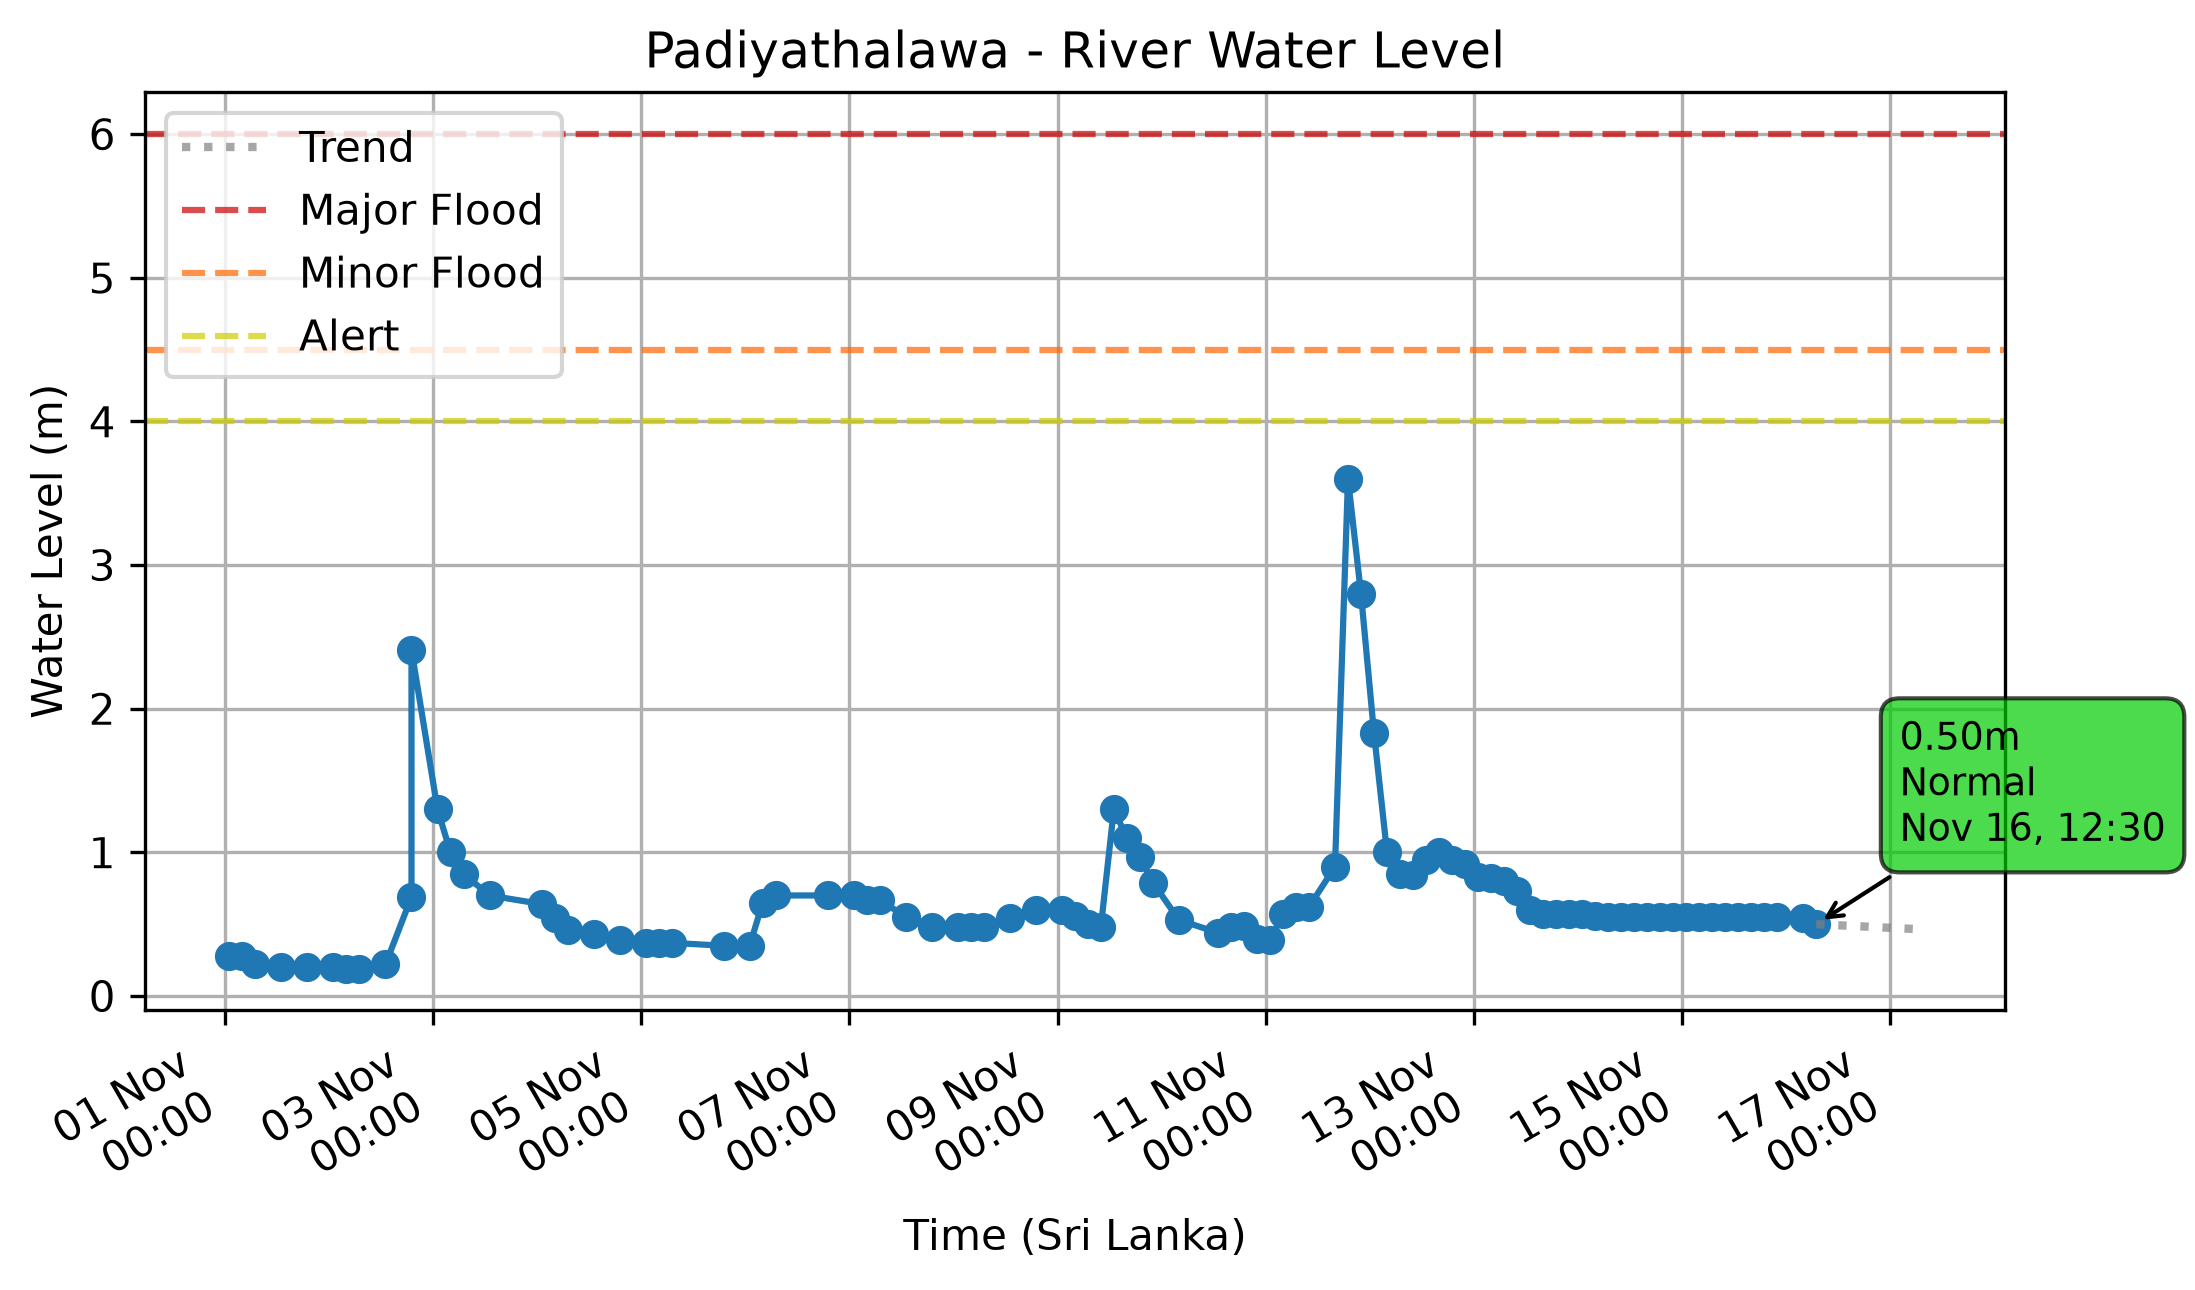 Padiyathalawa - River Water Level
Trend
Major Flood
Minor Flood
Alert
Water Level (m)
6
5
4
3
2
1
0
0.50m
Normal
Nov 16, 12:30
01 Nov
00:00
03 Nov
00:00
05 Nov
00:00
07 Nov
00:00
09 Nov
00:00
11 Nov
00:00
13 Nov
00:00
15 Nov
00:00
17 Nov
00:00
Time (Sri Lanka)